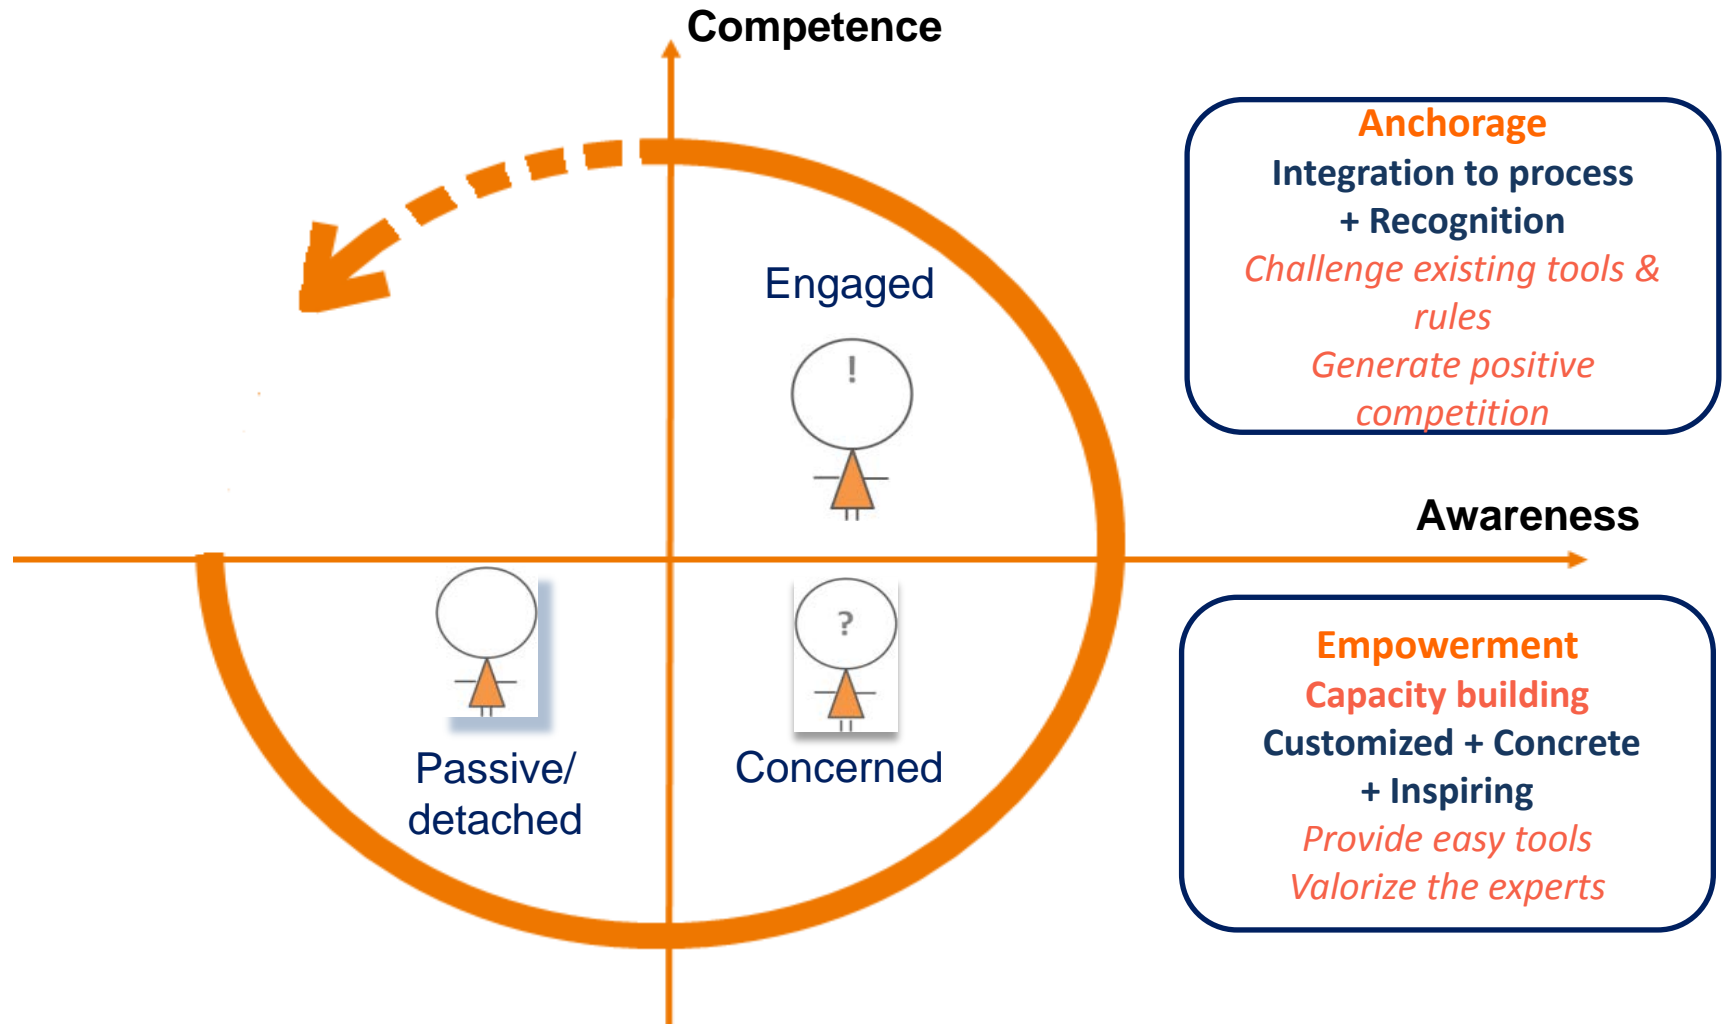 Competence
Anchorage
Integration to process
+ Recognition
Challenge existing tools &
rules
Generate positive
competition
Engaged
!
Awareness
?
Passive/
detached
Concerned
Empowerment
Capacity building
Customized + Concrete
+ Inspiring
Provide easy tools
Valorize the experts